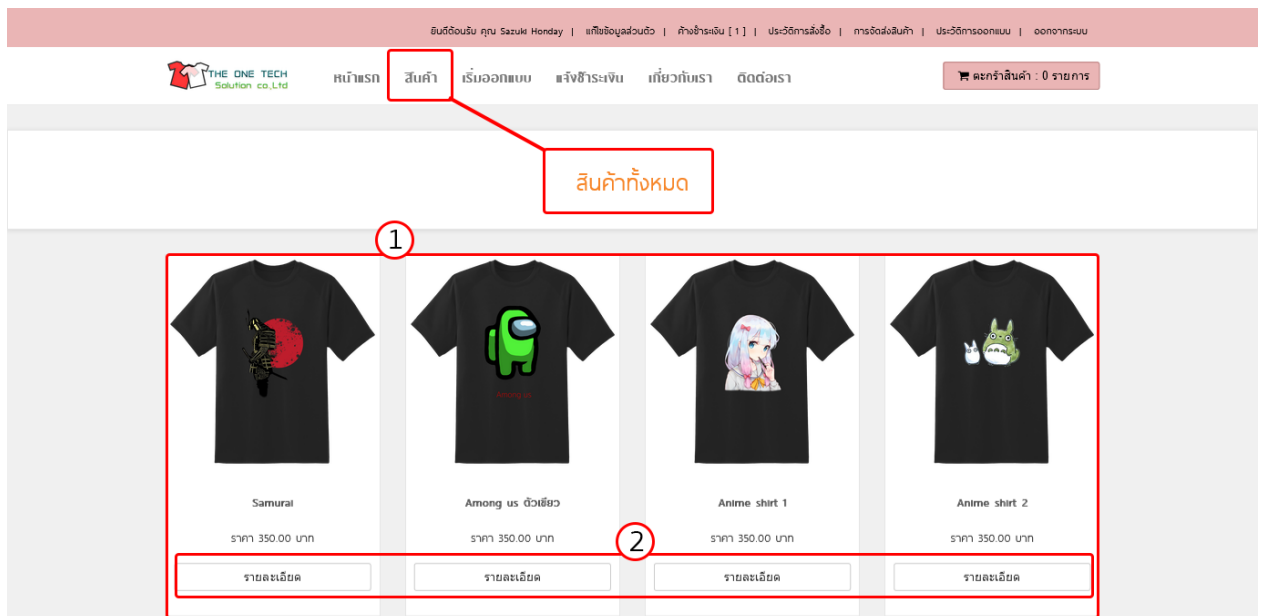 ยินดีต้อนรับ คุณ Sazuki Honday | แก้ไขข้อมูลส่วนตัว | ค้างชำระเงิน [ 1 ] | ประวัติการสั่งซื้อ | การจัดส่งสินค้า | ประวัติการออกแบบ | ออกจากระบบ
THE ONE TECH
Solution co.,Ltd
หน้าแรก สินค้า เริ่มออกแบบ แจ้งชำระเงิน เกี่ยวกับเรา ติดต่อเรา
ตะกร้าสินค้า : 0 รายการ
สินค้าทั้งหมด
1
Among us
Samurai Among us ตัวเขียว Anime shirt 1 Anime shirt 2
ราคา 350.00 บาท ราคา 350.00 บาท ราคา 350.00 บาท ราคา 350.00 บาท
2
รายละเอียด รายละเอียด รายละเอียด รายละเอียด